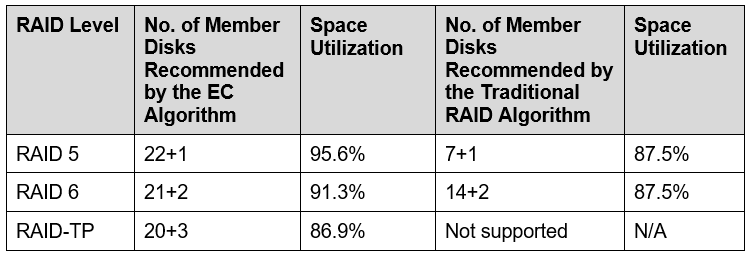 RAID Level
No. of Member
Disks
Recommended
by the EC
Algorithm
Space
Utilization
No. of Member
Disks
Recommended by
the Traditional
RAID Algorithm
Space
Utilization
RAID 5
22+1
95.6%
7+1
87.5%
RAID 6
21+2
91.3%
14+2
87.5%
RAID-TP
20+3
86.9%
Not supported
N/A